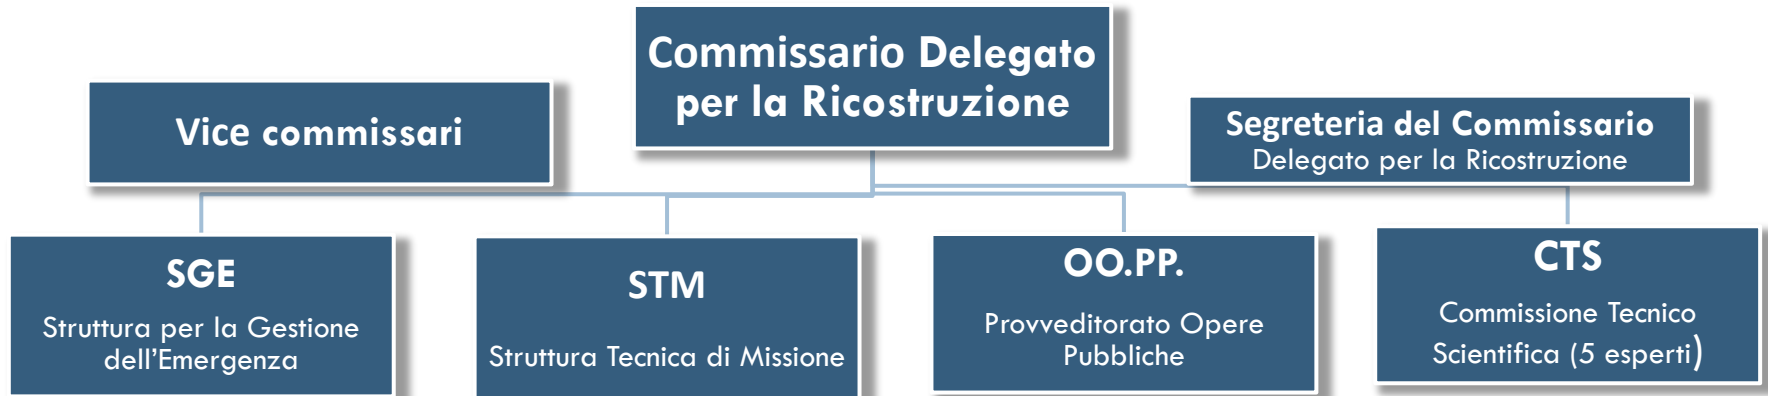 Commissario Delegato
per la Ricostruzione
Vice commissari
Segreteria del Commissario
Delegato per la Ricostruzione
SGE
Struttura per la Gestione
dell'Emergenza
STM
Struttura Tecnica di Missione
OO.PP.
Provveditorato Opere
Pubbliche
CTS
Commissione Tecnico
Scientifica (5 esperti)